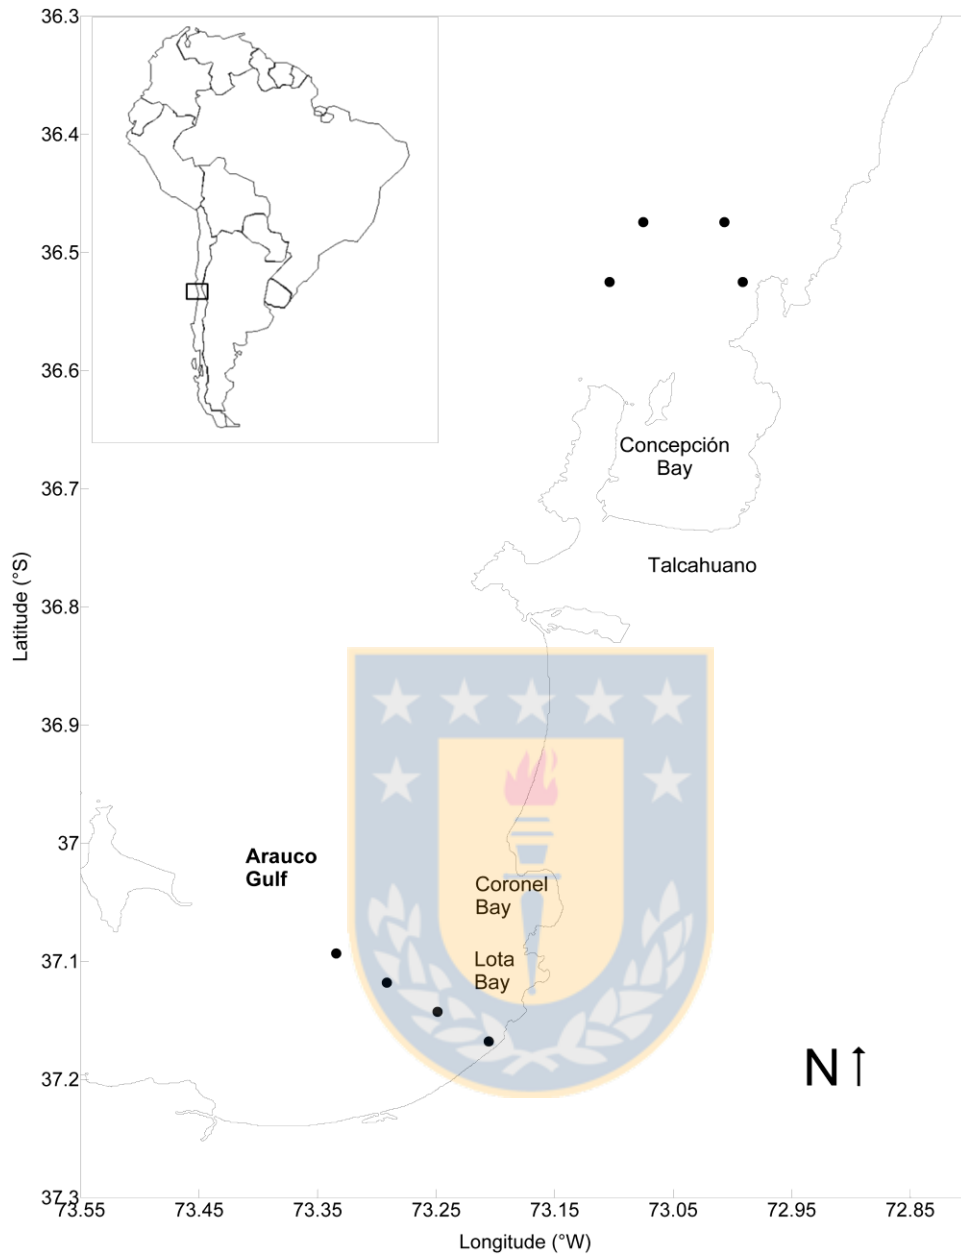 36.3
36.4
36.5
36.6
36.7
36.8
36.9
37
37.1
37.2
37.3
Latitude (°S)
Concepción
Bay
Talcahuano
Arauco
Gulf
Coronel
Bay
Lota
Bay
N↑
73.55 73.45 73.35 73.25 73.15 73.05 72.95 72.85
Longitude (°W)